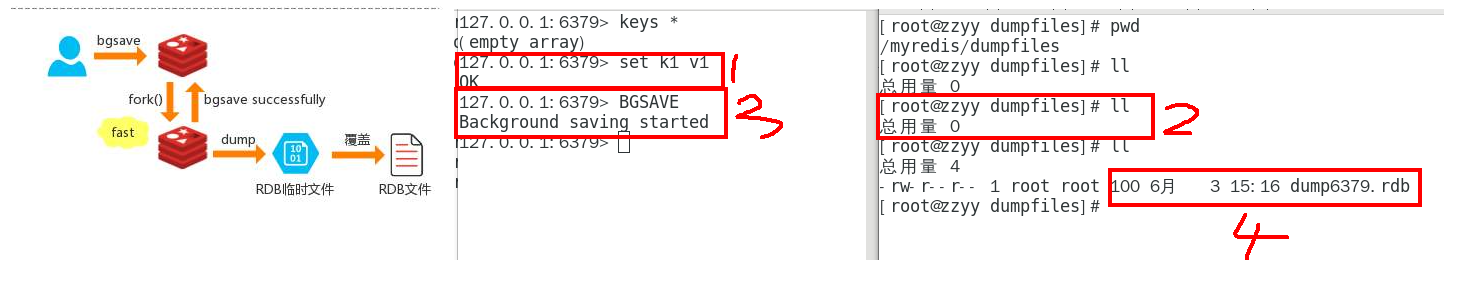 bgsave
fork()
bgsave successfully
fast
dump
覆盖
10
01
RDB临时文件
RDB文件
127.0.0.1:6379> keys *
(empty array)
127.0.0.1:6379> set k1 v1
OK
127.0.0.1:6379> BGSAVE
Background saving started
127.0.0.1:6379>
1
3
[root@zzyy dumpfiles]# pwd
/myredis/dumpfiles
[root@zzyy dumpfiles]# ll
总用量 0
[root@zzyy dumpfiles]# ll
总用量 0
2
[root@zzyy dumpfiles]# ll
总用量 4
-rw-r--r-- 1 root root 100 6月 3 15:16 dump6379.rdb
[root@zzyy dumpfiles]#
4